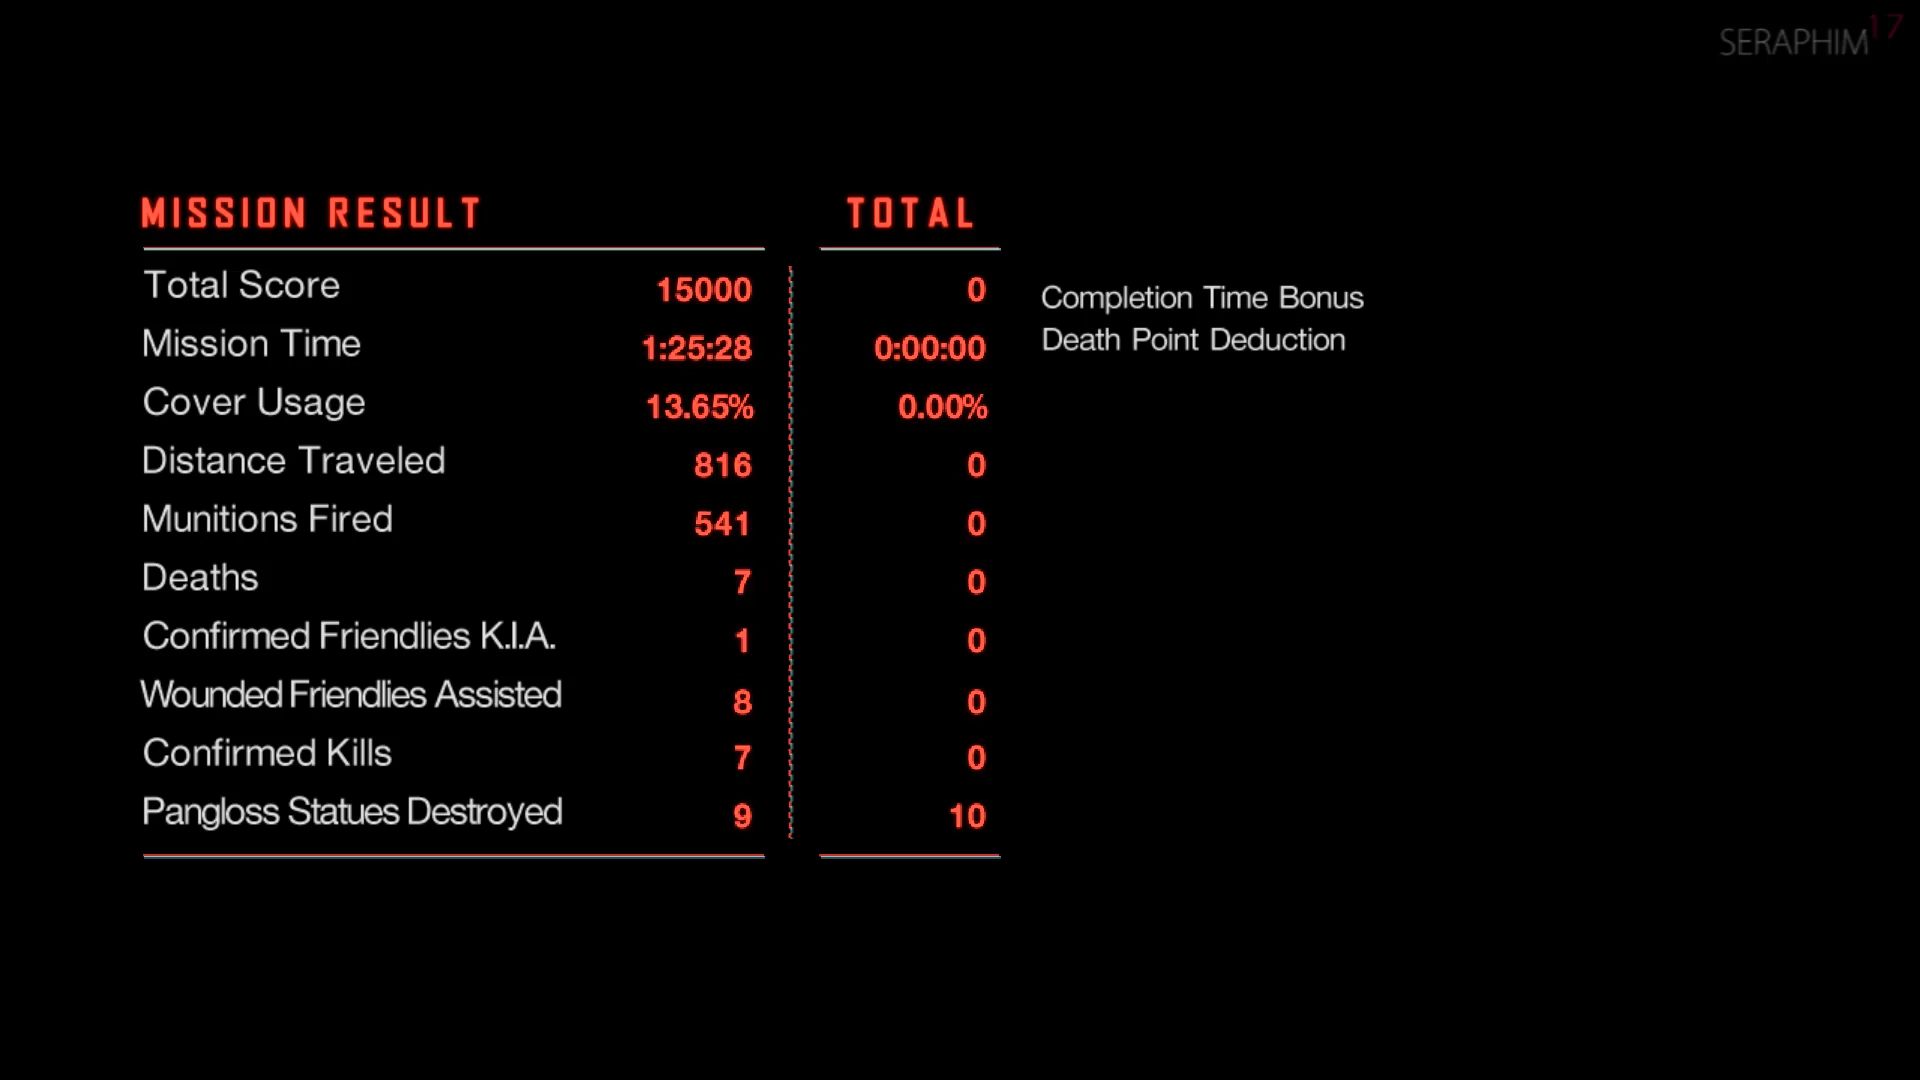 SERAPHIM17
MISSION RESULT TOTAL
Total Score 15000 0 Completion Time Bonus
Death Point Deduction
Mission Time 1:25:28 0:00:00
Cover Usage 13.65% 0.00%
Distance Traveled 816 0
Munitions Fired 541 0
Deaths 7 0
Confirmed Friendlies K.I.A. 1 0
Wounded Friendlies Assisted 8 0
Confirmed Kills 7 0
Pangloss Statues Destroyed 9 10